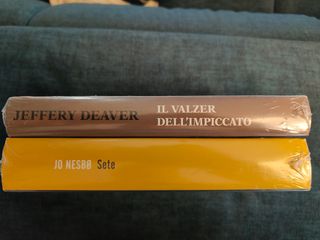 JEFFERY DEAVER
IL VALZER
DELL'IMPICCATO
JO NESBØ Sete